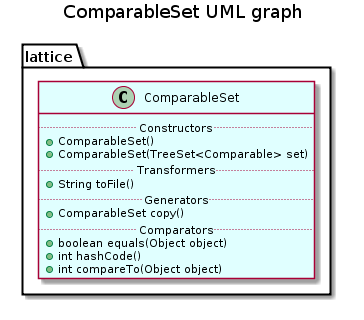 ComparableSet UML graph
lattice
C ComparableSet
Constructors
ComparableSet()
ComparableSet(TreeSet<Comparable> set)
Transformers
String toFile()
Generators
ComparableSet copy()
Comparators
boolean equals(Object object)
int hashCode()
int compareTo(Object object)